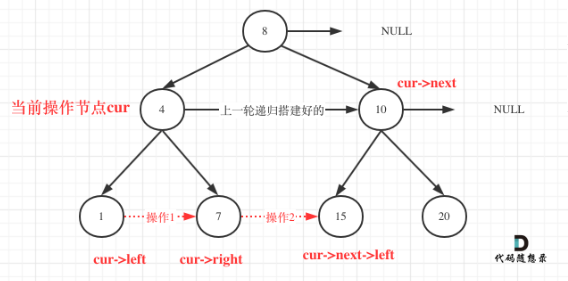 8
NULL
cur->next
当前操作节点cur
4
上一轮递归搭建好的
10
NULL
1
操作1
7
操作2
15
20
cur->left
cur->right
cur->next->left
代码随想录